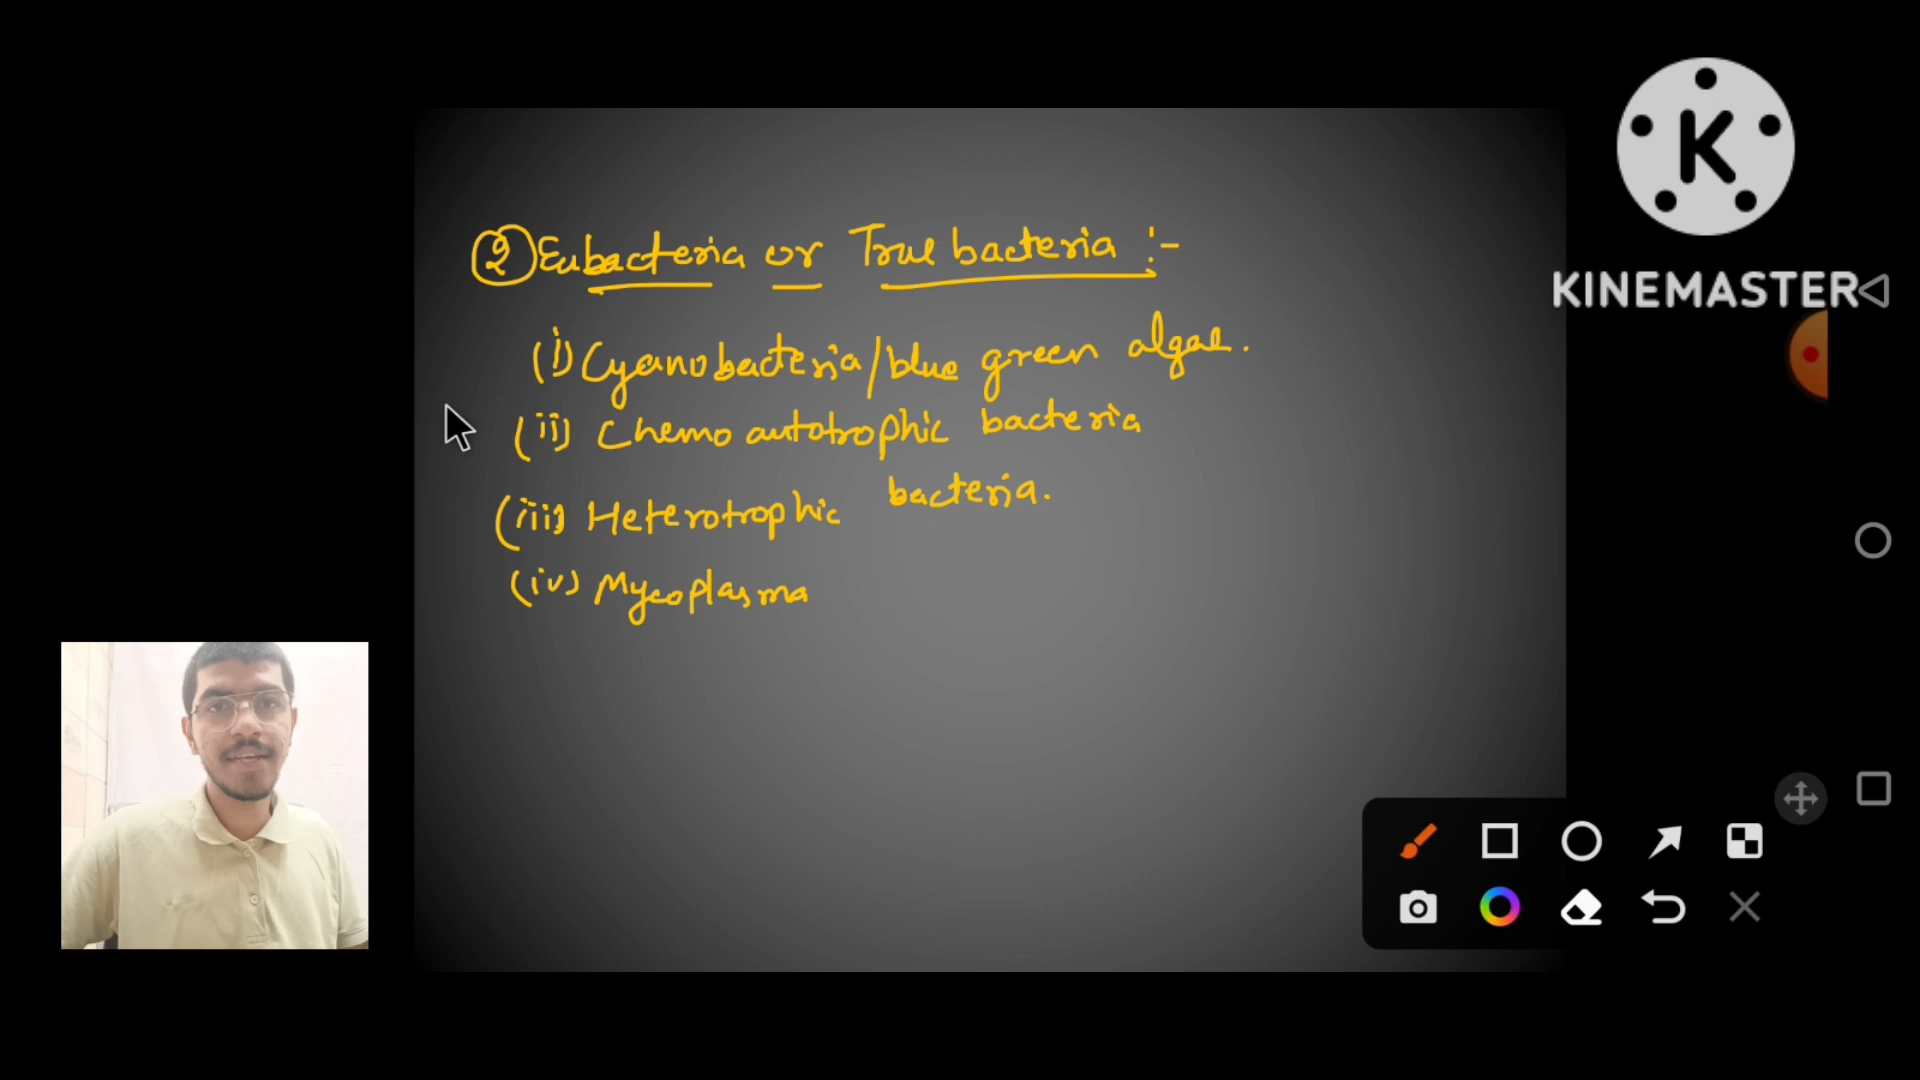 ② Eubacteria or True bacteria :-
(i) Cyanobacteria/blue green algae.
(ii) Chemo autotrophic bacteria
(iii) Heterotrophic bacteria.
(iv) Mycoplasma
K
KINEMASTER